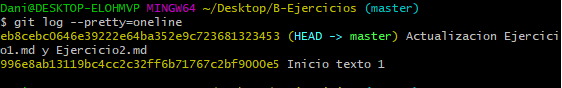 Dani@DESKTOP-ELOHMVP MINGW64 ~/Desktop/B-Ejercicios (master)
$ git log --pretty=oneline
eb8cebc0646e39222e64ba352e9c723681323453 (HEAD -> master) Actualizacion Ejercici
o1.md y Ejercicio2.md
996e8ab13119bc4cc2c32ff6b71767c2bf9000e5 Inicio texto 1